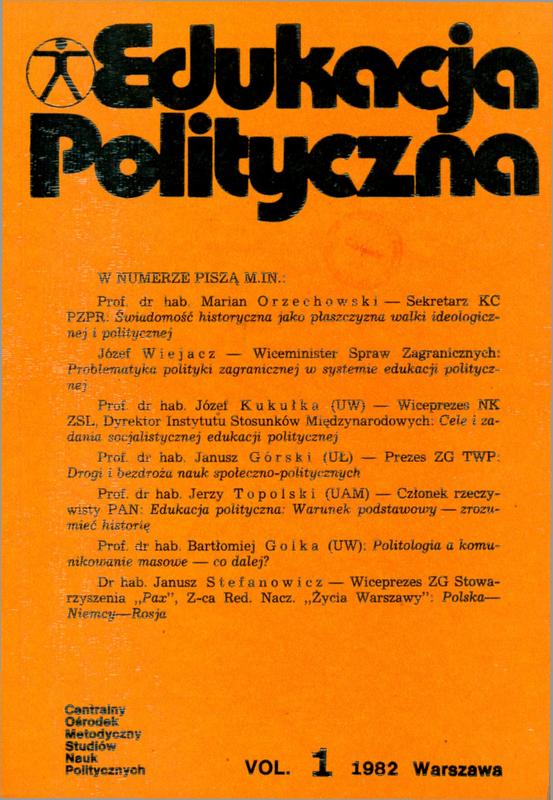 Edukacja
Polityczna
W NUMERZE PISZĄ M.IN.:
Prof. dr hab. Marian Orzechowski — Sekretarz KC
PZPR: Świadomość historyczna jako płaszczyzna walki ideologicz-
nej i politycznej
Józef Wiejacz — Wiceminister Spraw Zagranicznych:
Problematyka polityki zagranicznej w systemie edukacji politycz-
nej
Prof. dr hab. Józef Kukułka (UW) — Wiceprezes NK
ZSL, Dyrektor Instytutu Stosunków Międzynarodowych: Cele i za-
dania socjalistycznej edukacji politycznej
Prof. dr hab. Janusz Górski (UŁ) — Prezes ZG TWP:
Drogi i bezdroża nauk społeczno-politycznych
Prof. dr hab. Jerzy Topolski (UAM) — Członek rzeczy-
wisty PAN: Edukacja polityczna: Warunek podstawowy — zrozu-
mieć historię
Prof. dr hab. Bartłomiej Golka (UW): Politologia a komu-
nikowanie masowe — co dalej?
Dr hab. Janusz Stefanowicz — Wiceprezes ZG Stowa-
rzyszenia „Pax”, Z-ca Red. Nacz. „Życia Warszawy”: Polska—
Niemcy—Rosja
Centralny
Ośrodek
Metodyczny
Studiów
Nauk
Politycznych
VOL. 1 1982 Warszawa